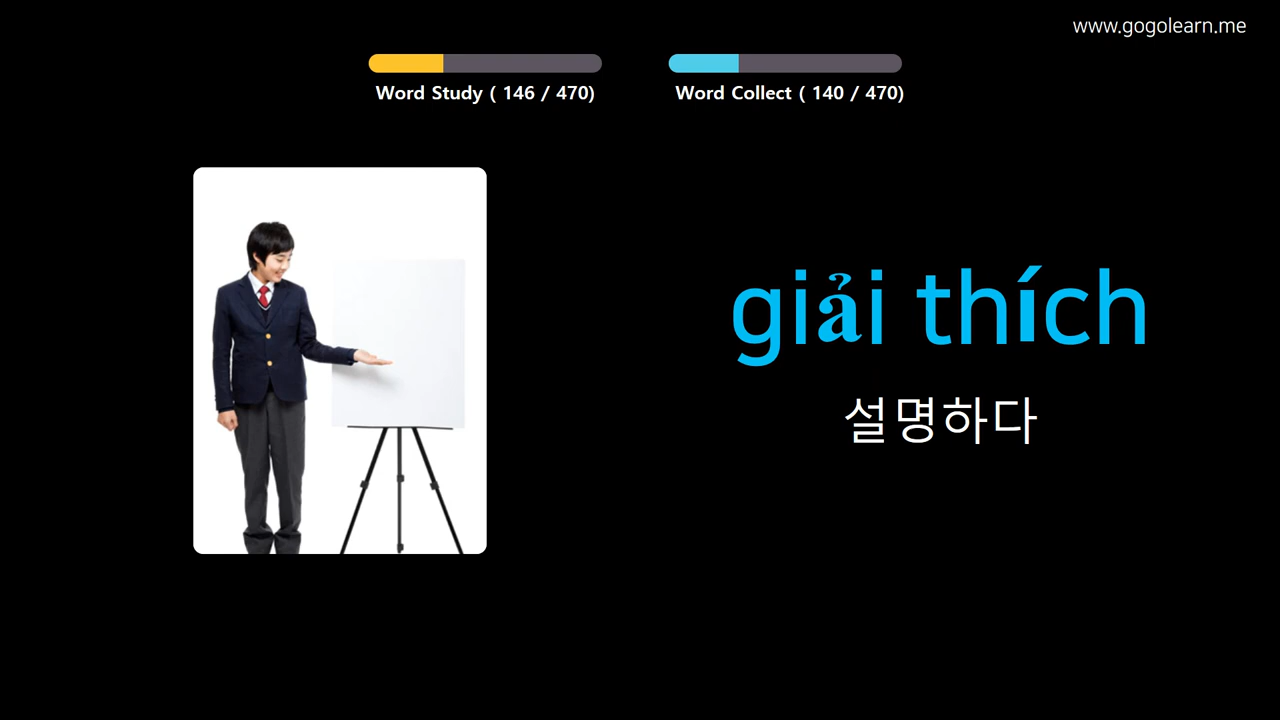 www.gogolearn.me
Word Study ( 146 / 470)
Word Collect ( 140 / 470)
giải thích
설명하다